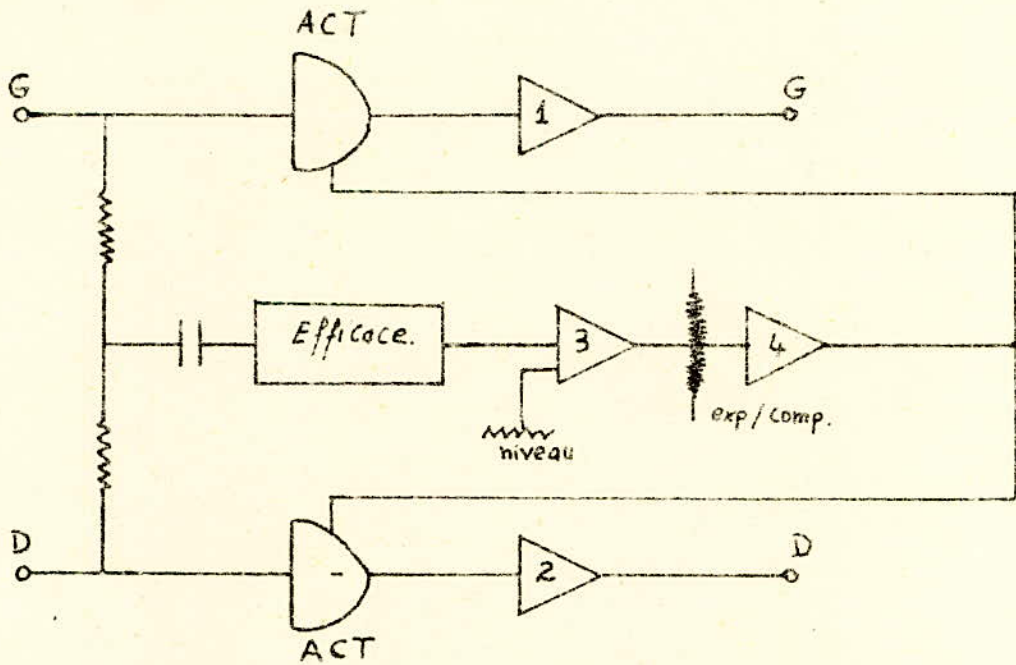 ACT
G
1
G
Efficace.
3
4
exp/comp.
niveau
D
-
2
D
ACT